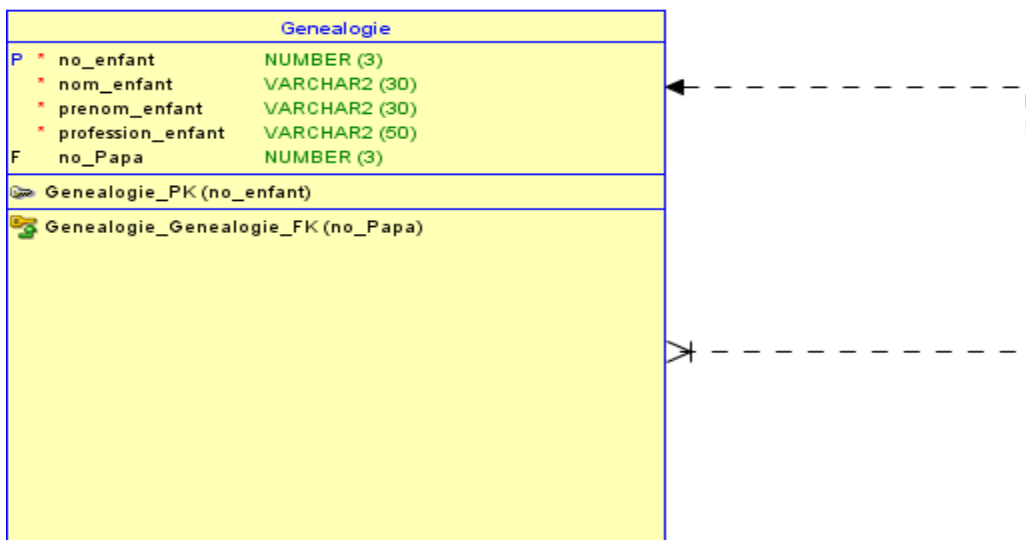 Genealogie
P * no_enfant NUMBER (3)
* nom_enfant VARCHAR2 (30)
* prenom_enfant VARCHAR2 (30)
* profession_enfant VARCHAR2 (50)
F no_Papa NUMBER (3)
Genealogie_PK (no_enfant)
Genealogie_Genealogie_FK (no_Papa)